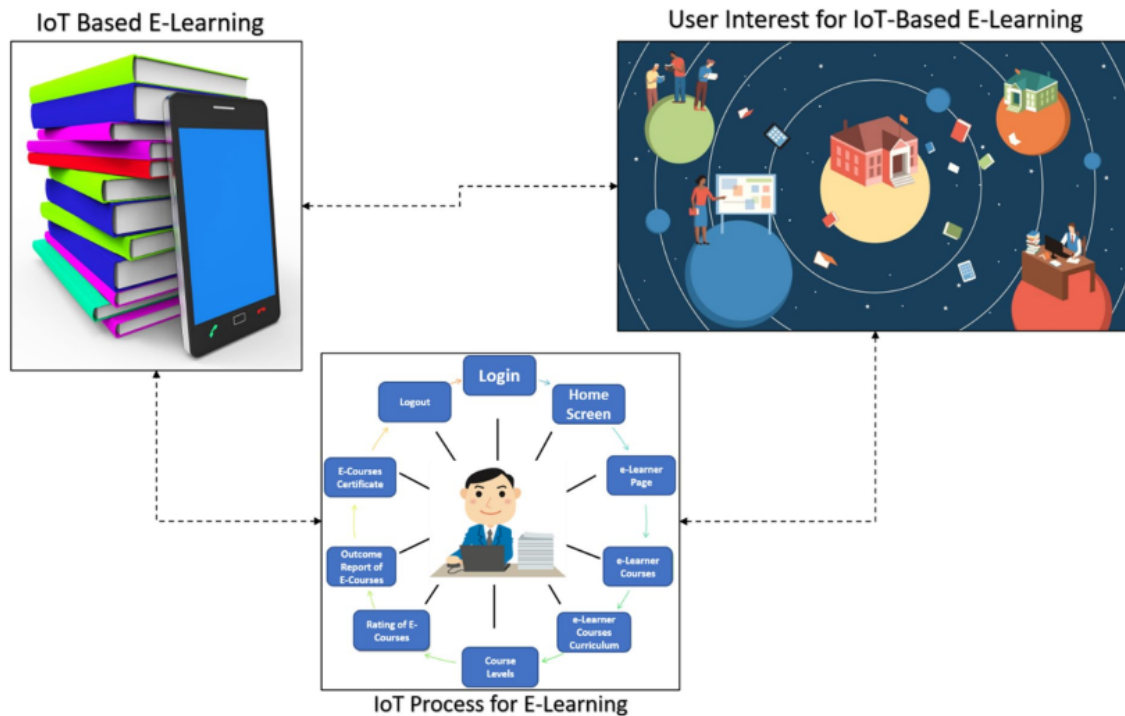 IoT Based E-Learning
User Interest for IoT-Based E-Learning
Login
Home
Screen
e-Learner
Page
e-Learner
Courses
e-Learner
Courses
Curriculum
Course
Levels
Rating of E-
Courses
Outcome
Report of
E-Courses
E-Courses
Certificate
Logout
IoT Process for E-Learning